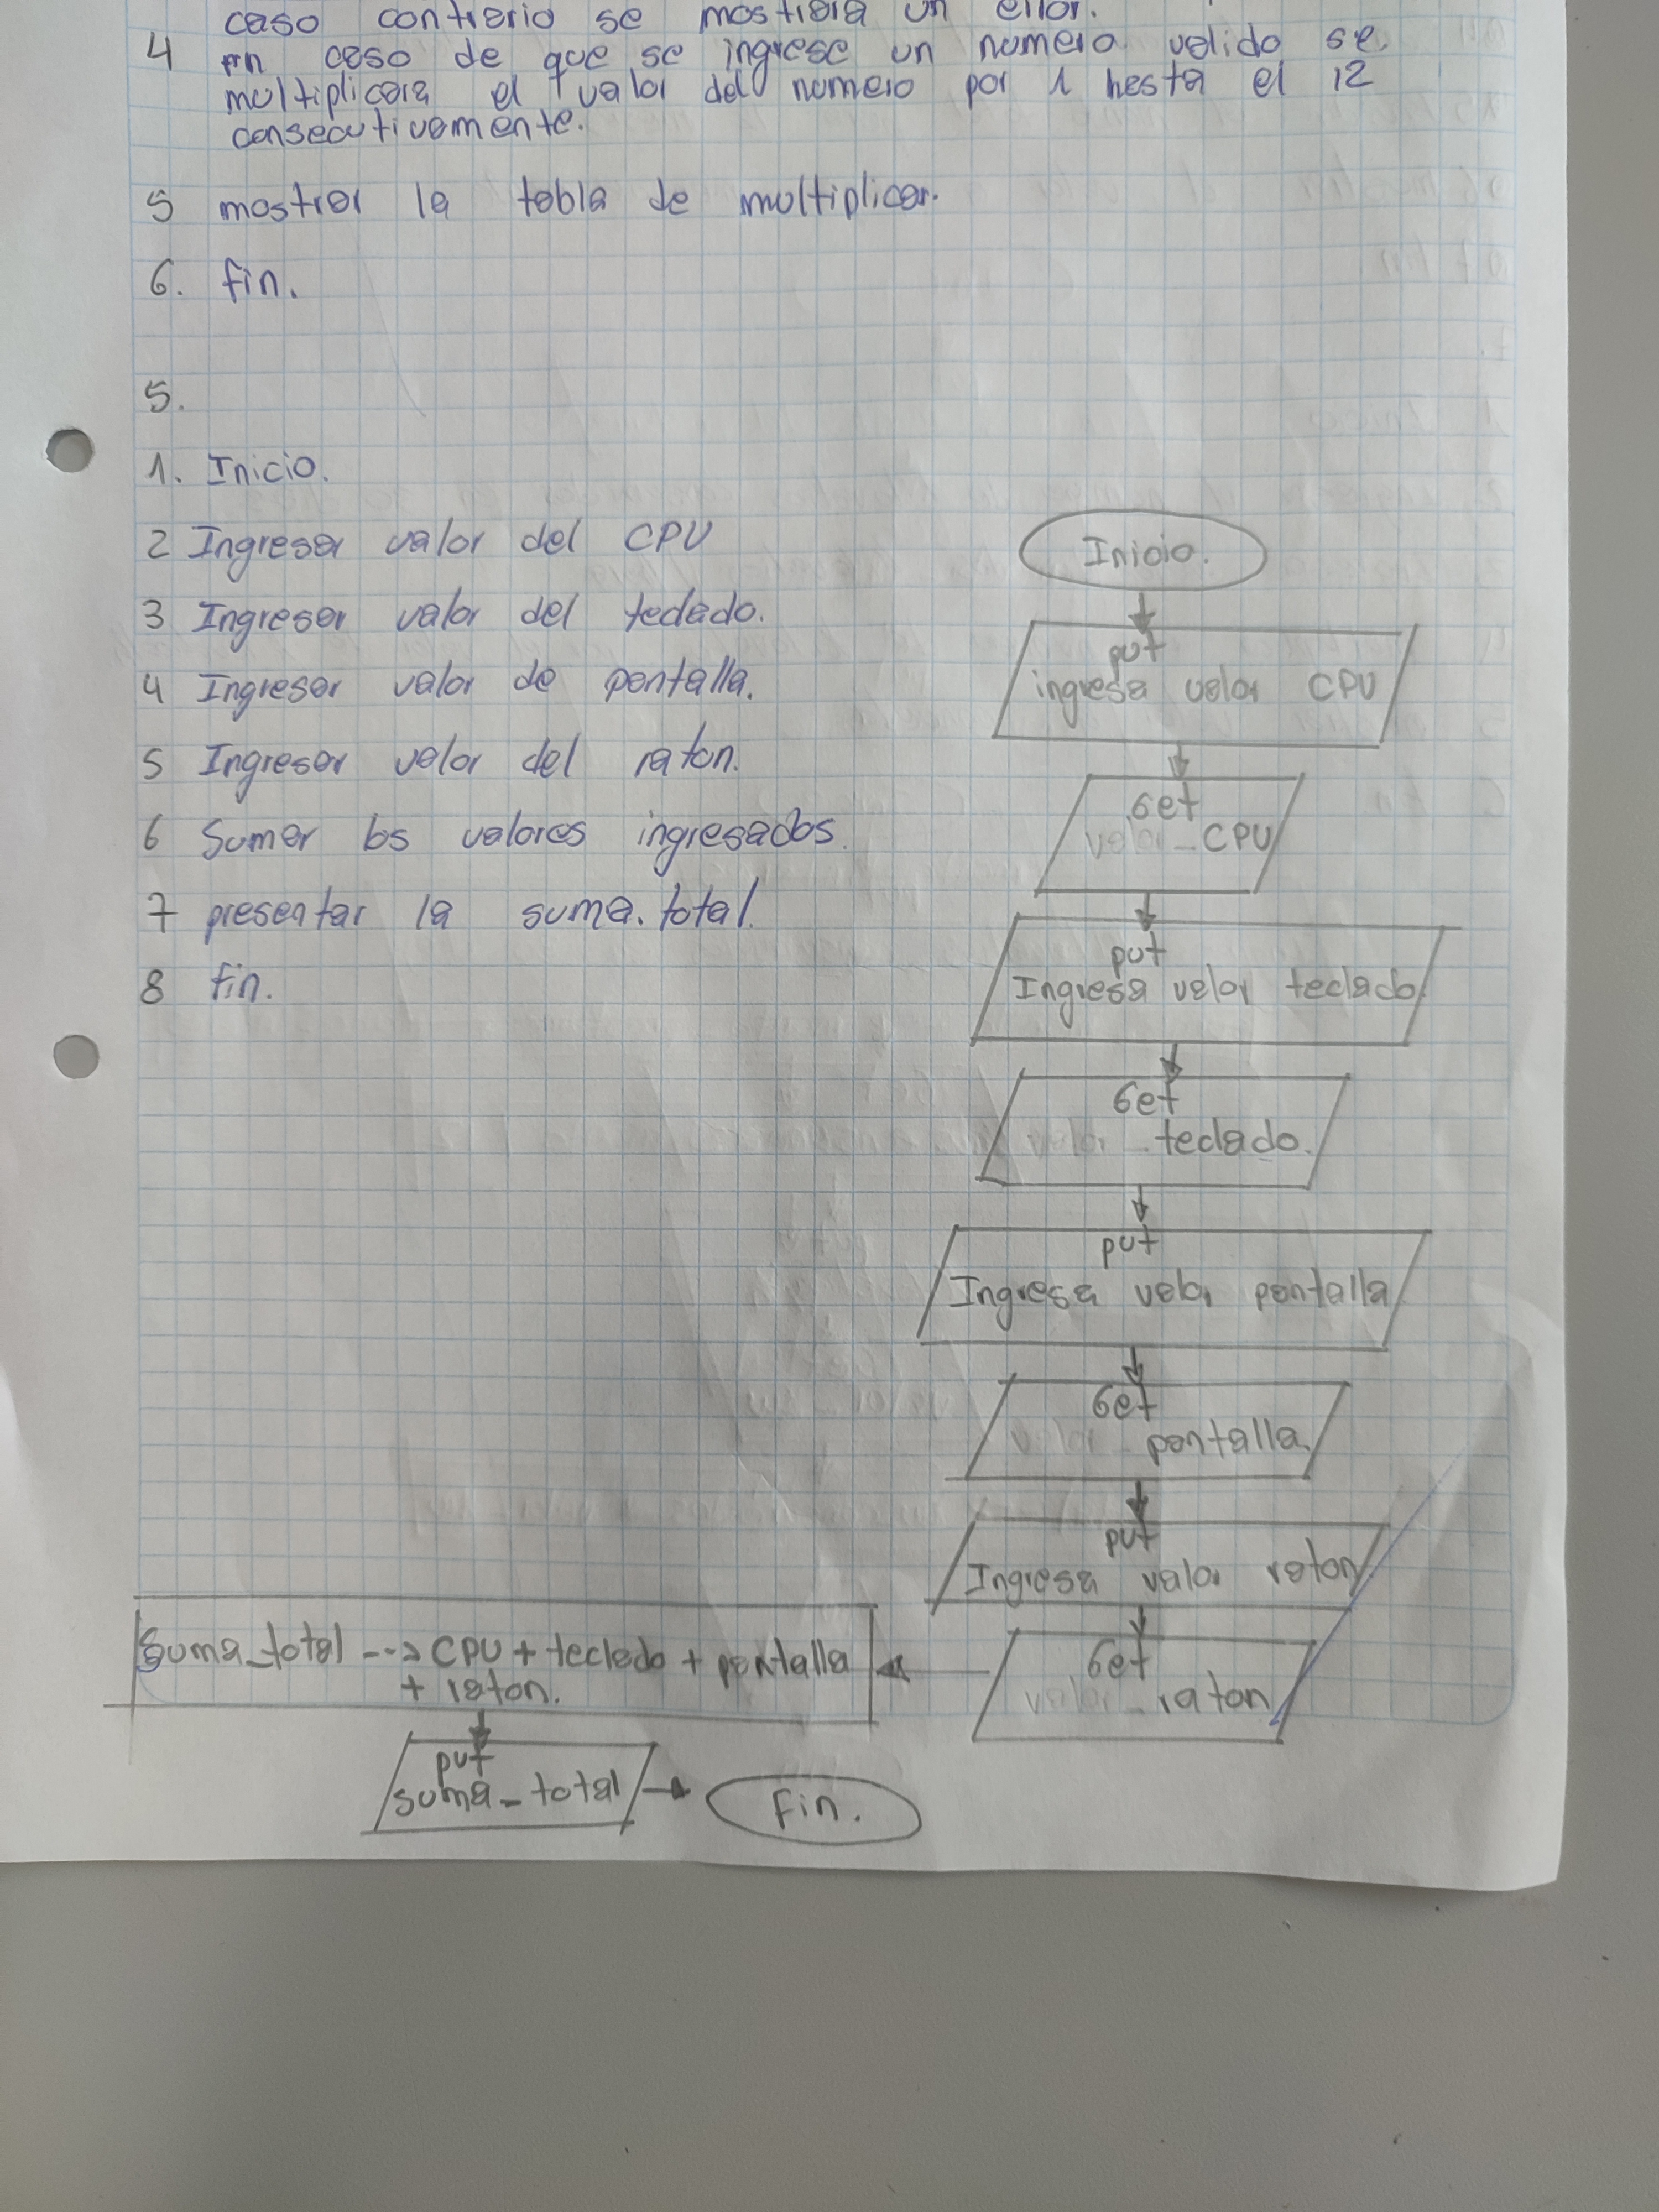 caso contrario se mostrara un error.
4 en caso de que se ingrese un numero valido se
multiplicara el valor del numero por 1 hasta el 12
consecutivamente.
5 mostrar la tabla de multiplicar.
6. fin.
5.
1. Inicio.
2 Ingresar valor del CPU
3 Ingresar valor del teclado.
4 Ingresar valor de pantalla.
5 Ingresar valor del raton.
6 Sumar los valores ingresados.
7 presentar la suma total.
8 fin.
Inicio.
put
ingresa valor CPU
Get
valor_CPU
put
Ingresa valor teclado
Get
valor_teclado.
put
Ingresa valor pantalla
Get
valor_pantalla.
put
Ingresa valor raton
Get
valor_raton
Suma_total --> CPU + teclado + pantalla
+ raton.
put
suma_total
Fin.